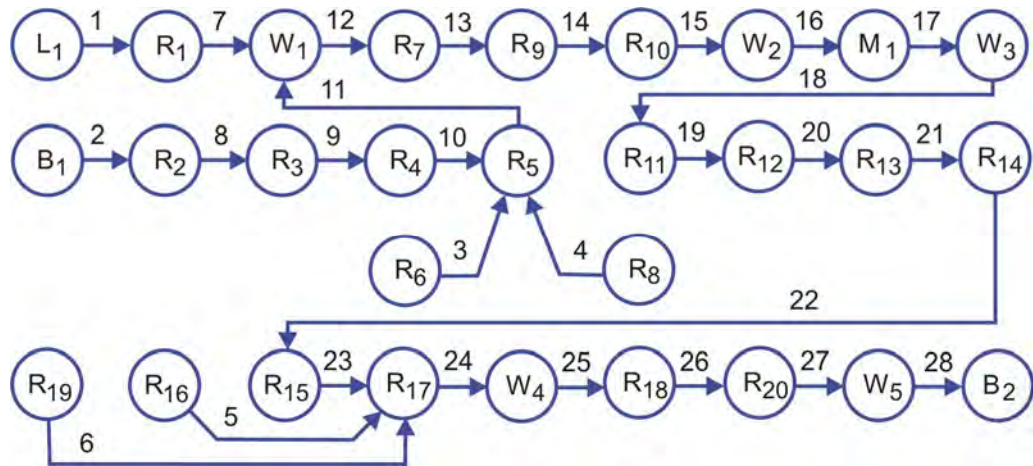 1 7 12 13 14 15 16 17
L₁ R₁ W₁ R₇ R₉ R₁₀ W₂ M₁ W₃
11 18
2 8 9 10 19 20 21
B₁ R₂ R₃ R₄ R₅ R₁₁ R₁₂ R₁₃ R₁₄
3 4
R₆ R₈
22
23 24 25 26 27 28
R₁₉ R₁₆ R₁₅ R₁₇ W₄ R₁₈ R₂₀ W₅ B₂
5
6